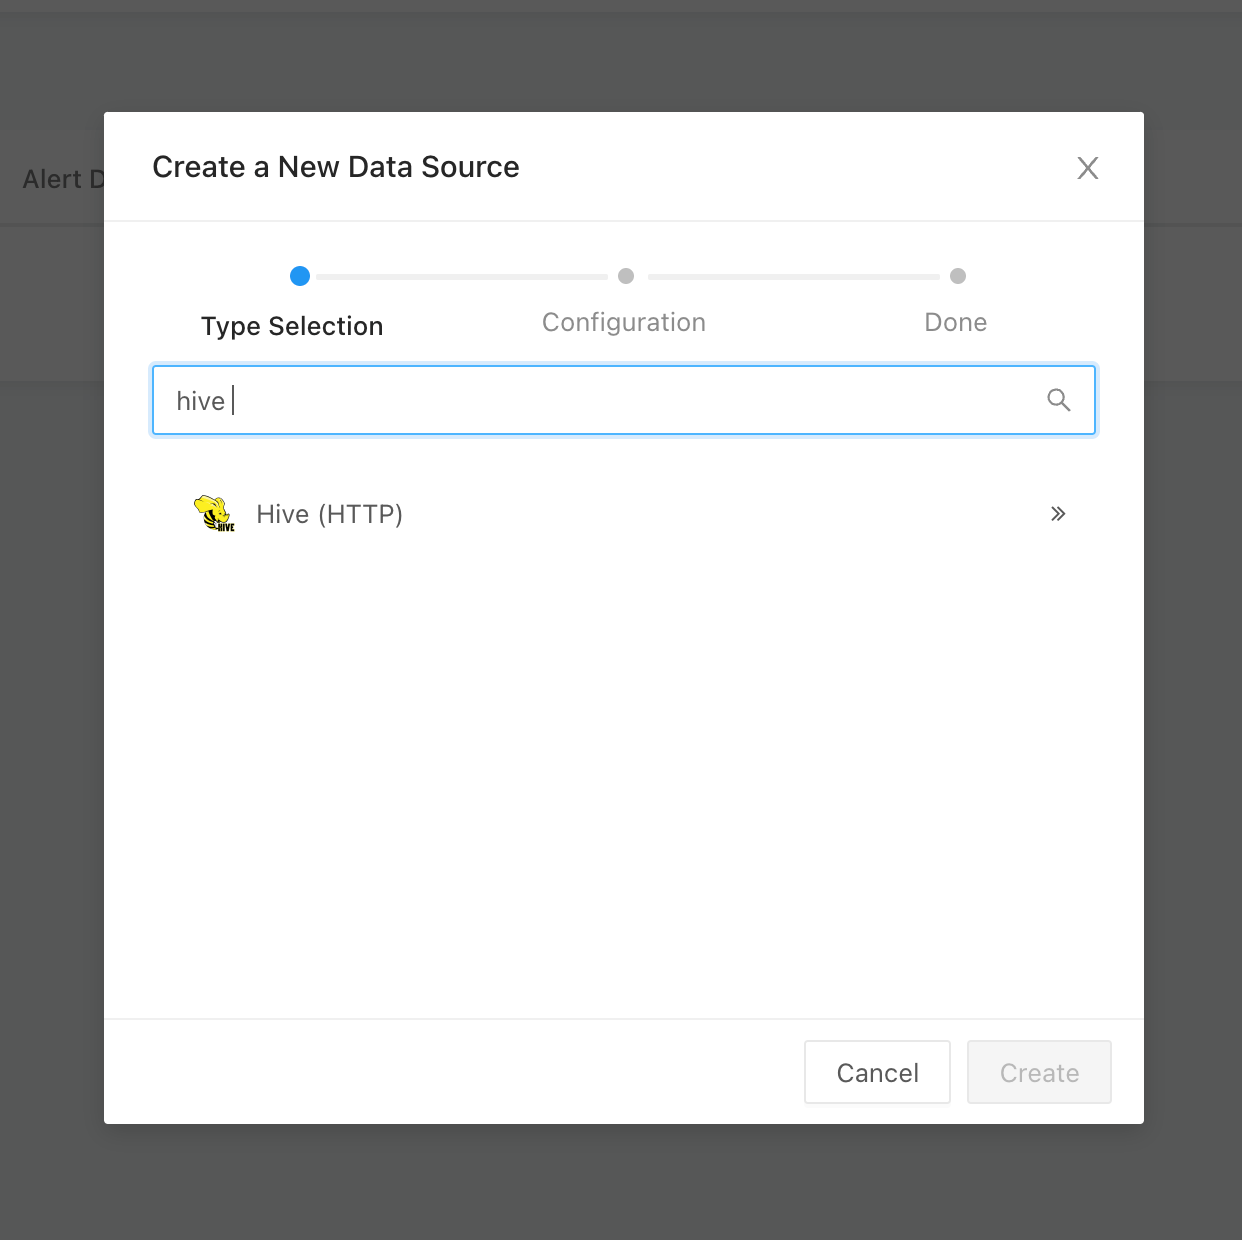 Create a New Data Source
Alert D
Type Selection
Configuration
Done
hive
HIVE
Hive (HTTP)
Cancel
Create